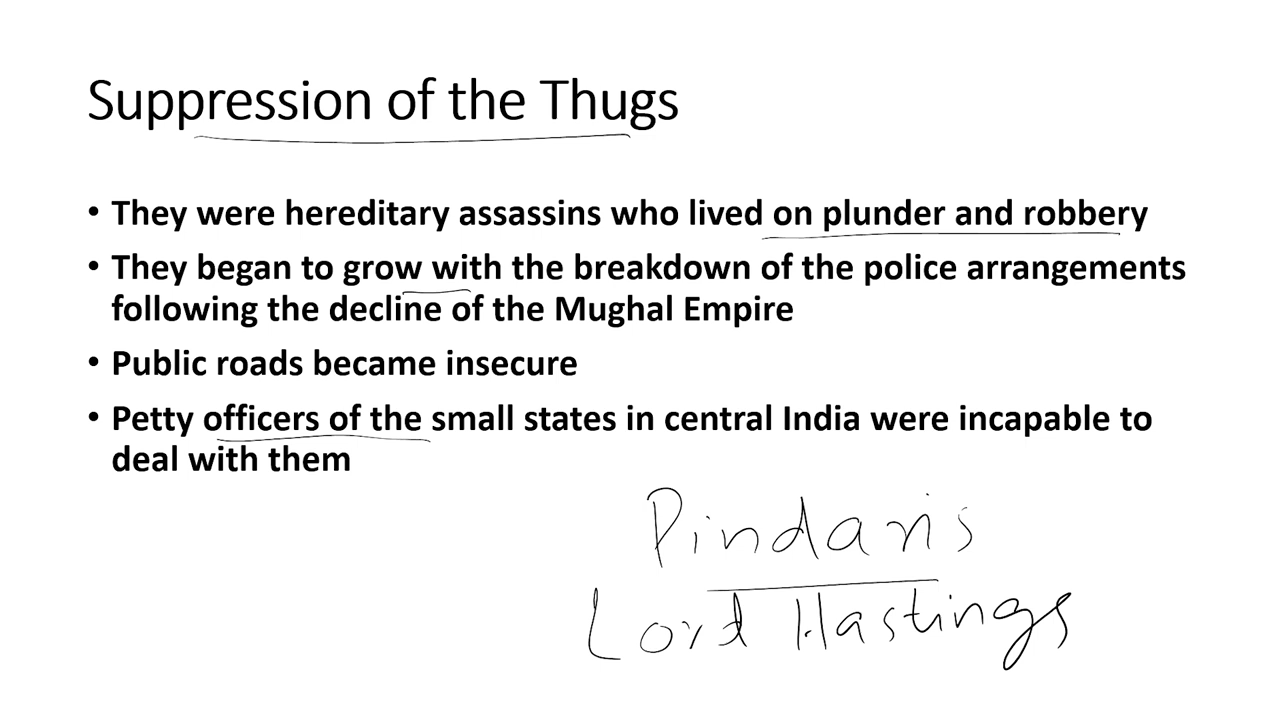 Suppression of the Thugs
• They were hereditary assassins who lived on plunder and robbery
• They began to grow with the breakdown of the police arrangements
following the decline of the Mughal Empire
• Public roads became insecure
• Petty officers of the small states in central India were incapable to
deal with them
Pindaris
Lord Hastings